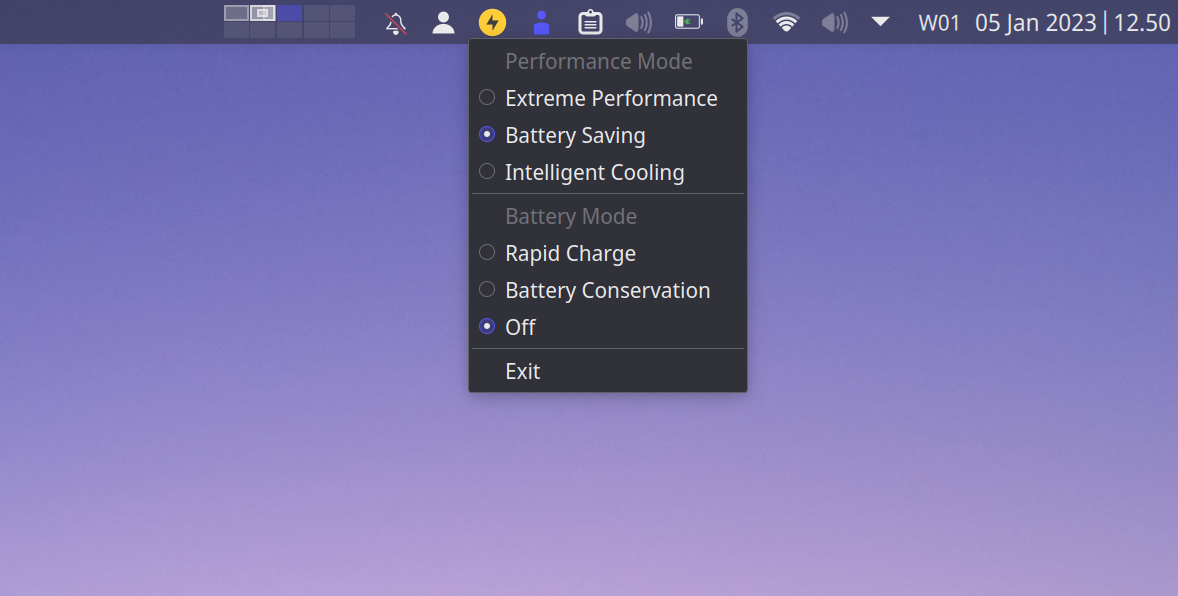 W01 05 Jan 2023 | 12.50
Performance Mode
Extreme Performance
Battery Saving
Intelligent Cooling
Battery Mode
Rapid Charge
Battery Conservation
Off
Exit